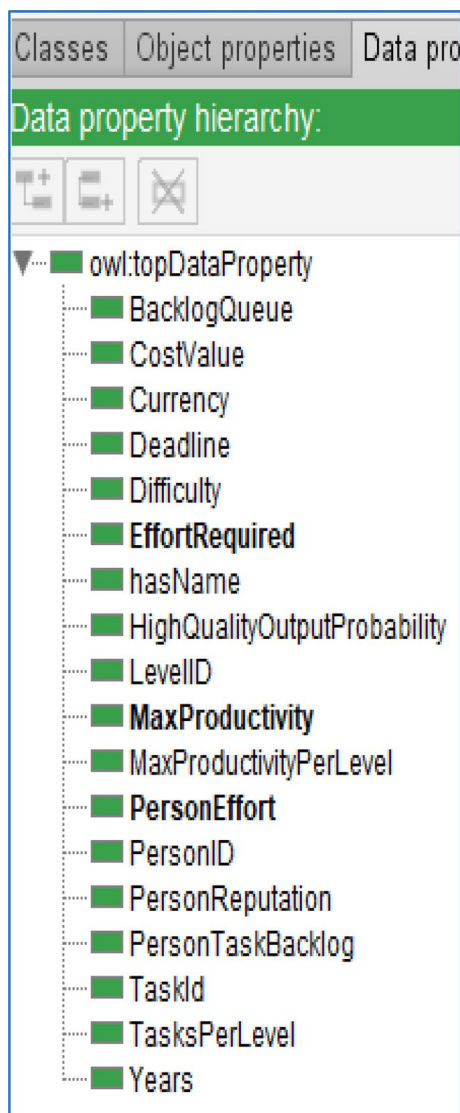 Classes Object properties Data pro
Data property hierarchy:
owl:topDataProperty
BacklogQueue
CostValue
Currency
Deadline
Difficulty
EffortRequired
hasName
HighQualityOutputProbability
LevelID
MaxProductivity
MaxProductivityPerLevel
PersonEffort
PersonID
PersonReputation
PersonTaskBacklog
TaskId
TasksPerLevel
Years